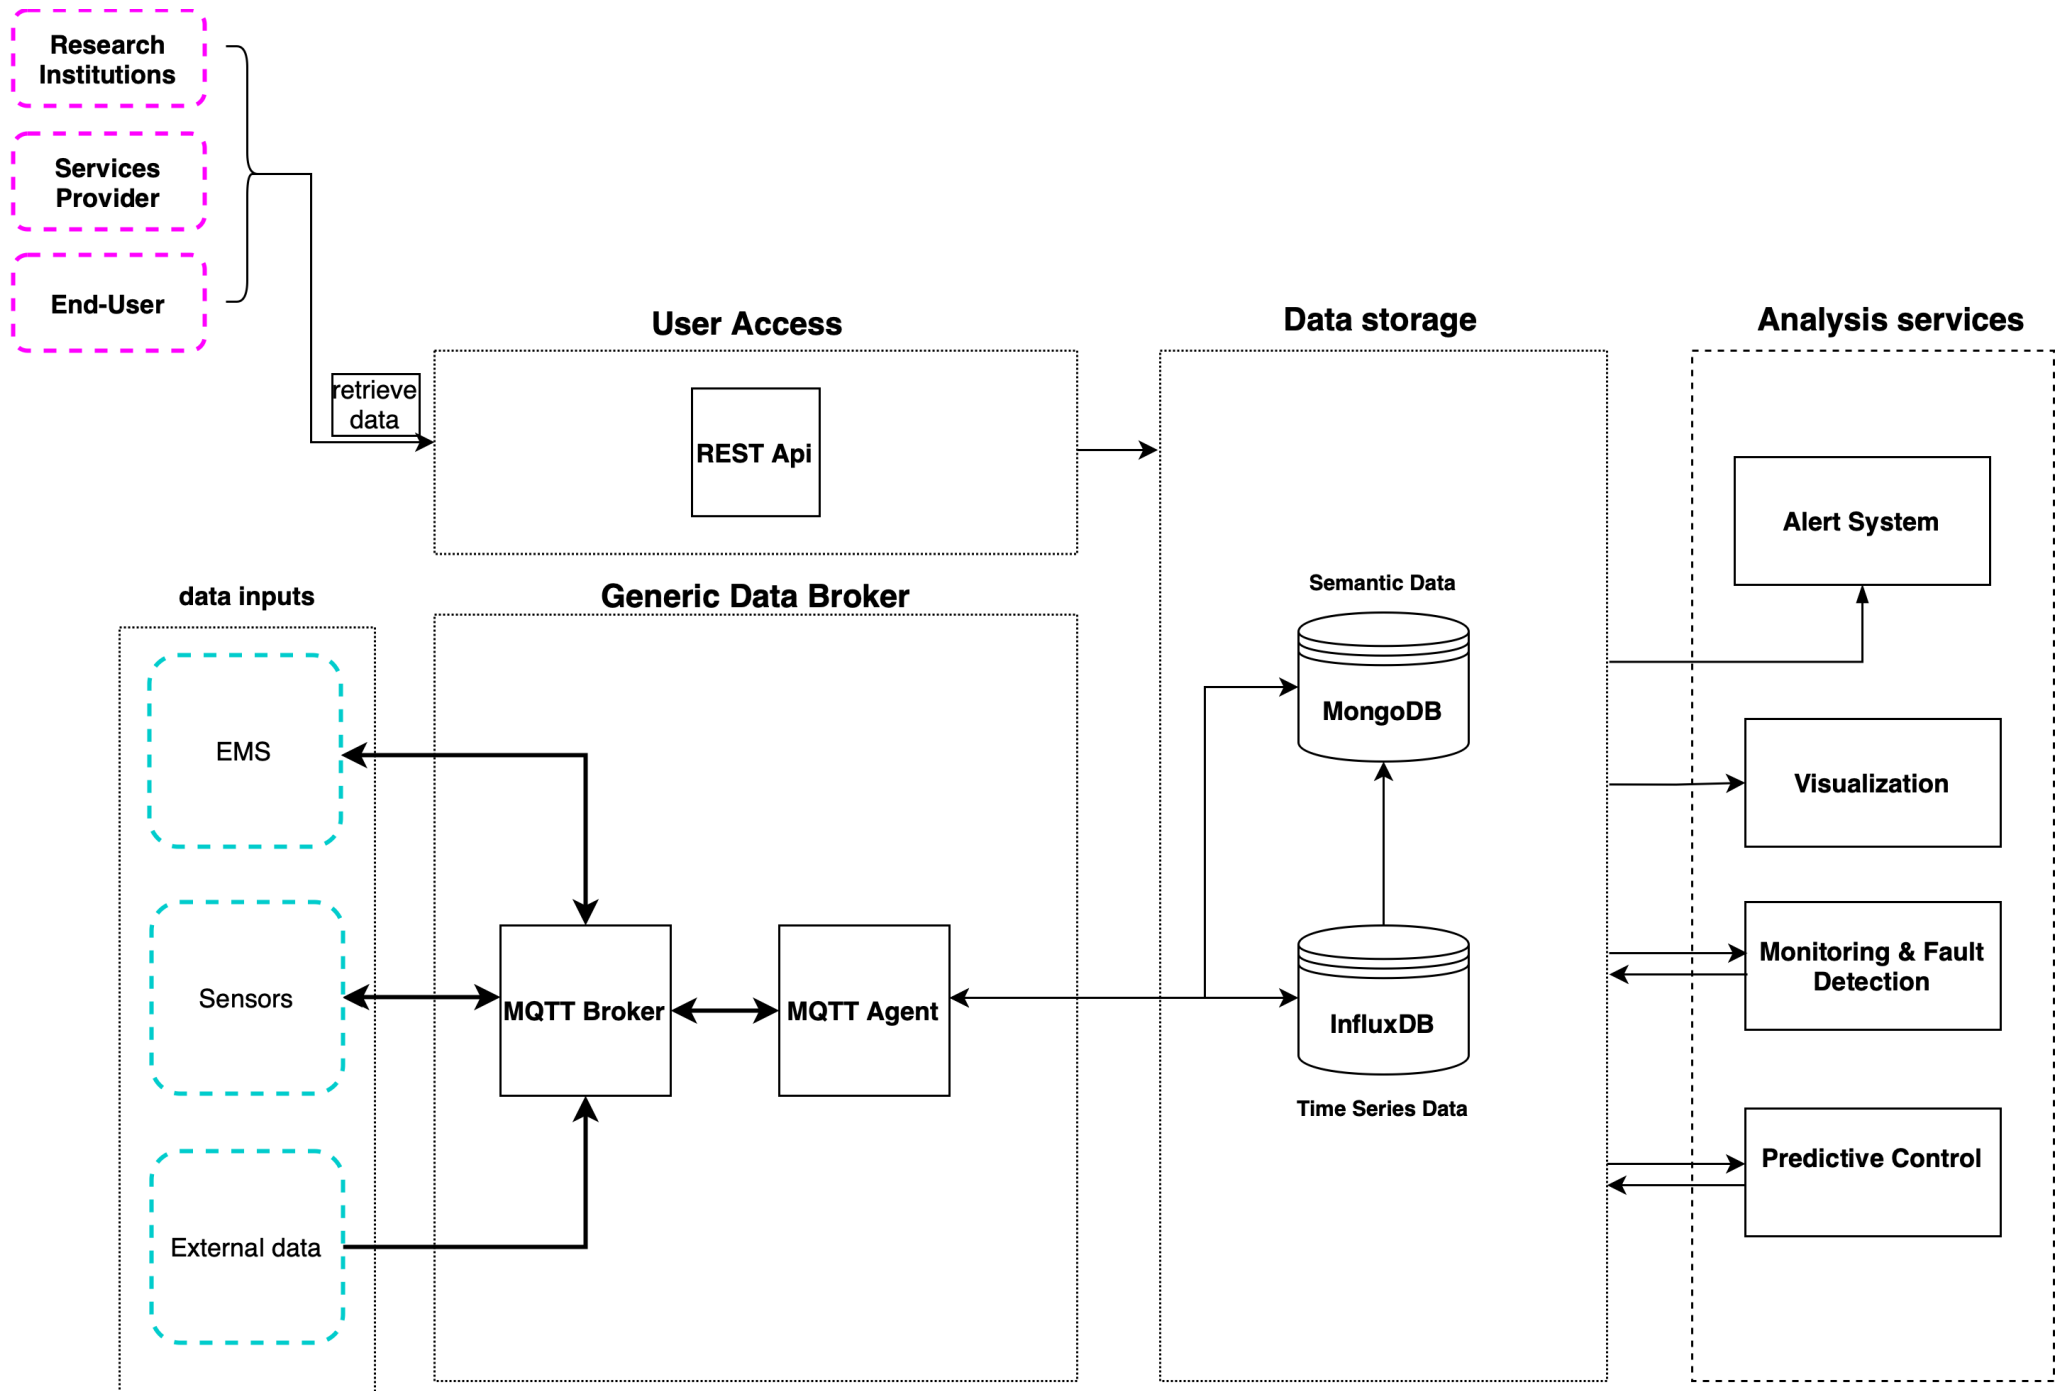 Research
Institutions
Services
Provider
End-User
retrieve
data
User Access
REST Api
Data storage
Analysis services
data inputs
EMS
Sensors
External data
Generic Data Broker
MQTT Broker
MQTT Agent
Semantic Data
MongoDB
InfluxDB
Time Series Data
Alert System
Visualization
Monitoring & Fault
Detection
Predictive Control